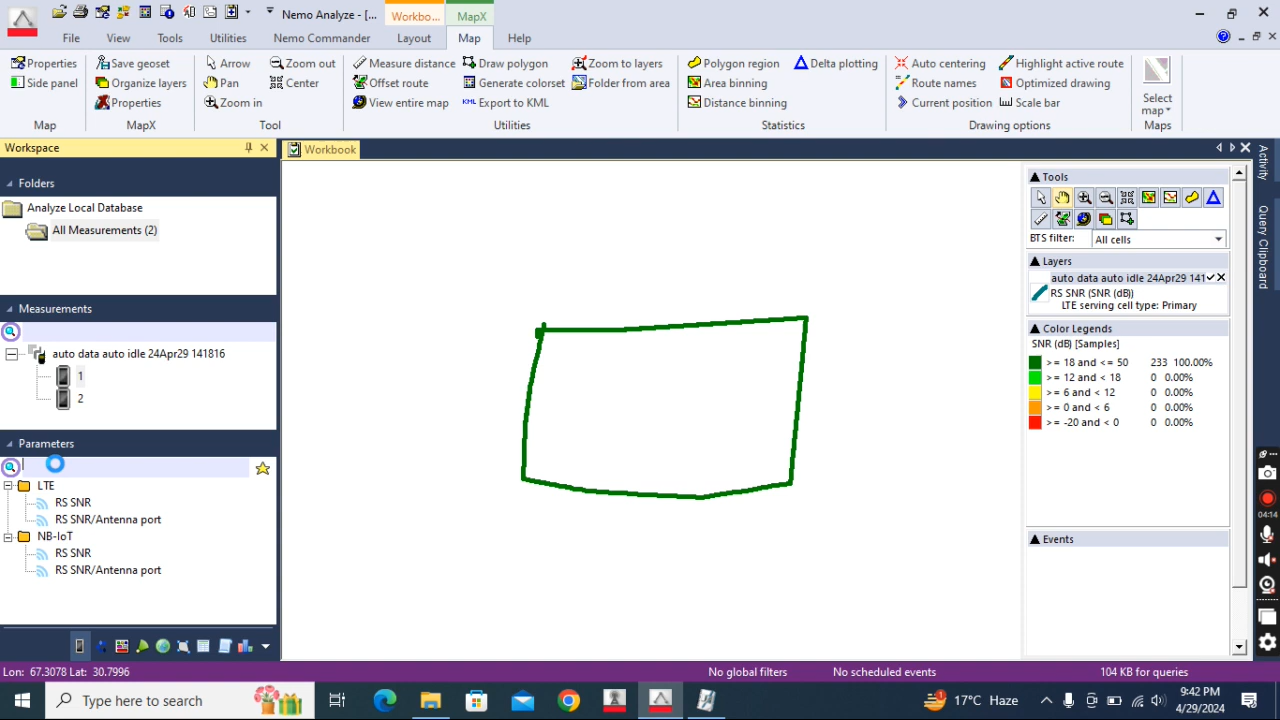 Nemo Analyze - [...
Workbo...
MapX
File
View
Tools
Utilities
Nemo Commander
Layout
Map
Help
Properties
Side panel
Map
Save geoset
Organize layers
Properties
MapX
Arrow
Zoom out
Pan
Center
Zoom in
Tool
Measure distance
Draw polygon
Zoom to layers
Offset route
Generate colorset
Folder from area
View entire map
KML Export to KML
Utilities
Polygon region
Delta plotting
Area binning
Distance binning
Statistics
Auto centering
Highlight active route
Route names
Optimized drawing
Current position
Scale bar
Drawing options
Select
map
Maps
Workspace
Folders
Analyze Local Database
All Measurements (2)
Measurements
auto data auto idle 24Apr29 141816
1
2
Parameters
LTE
RS SNR
RS SNR/Antenna port
NB-IoT
RS SNR
RS SNR/Antenna port
Workbook
Tools
BTS filter: All cells
Layers
auto data auto idle 24Apr29 141
RS SNR (SNR (dB))
LTE serving cell type: Primary
Color Legends
SNR (dB) [Samples]
>= 18 and <= 50 233 100.00%
>= 12 and < 18 0 0.00%
>= 6 and < 12 0 0.00%
>= 0 and < 6 0 0.00%
>= -20 and < 0 0 0.00%
Events
Activity
Query Clipboard
04:14
Lon: 67.3078 Lat: 30.7996
No global filters
No scheduled events
104 KB for queries
Type here to search
1
17°C Haze
9:42 PM
4/29/2024